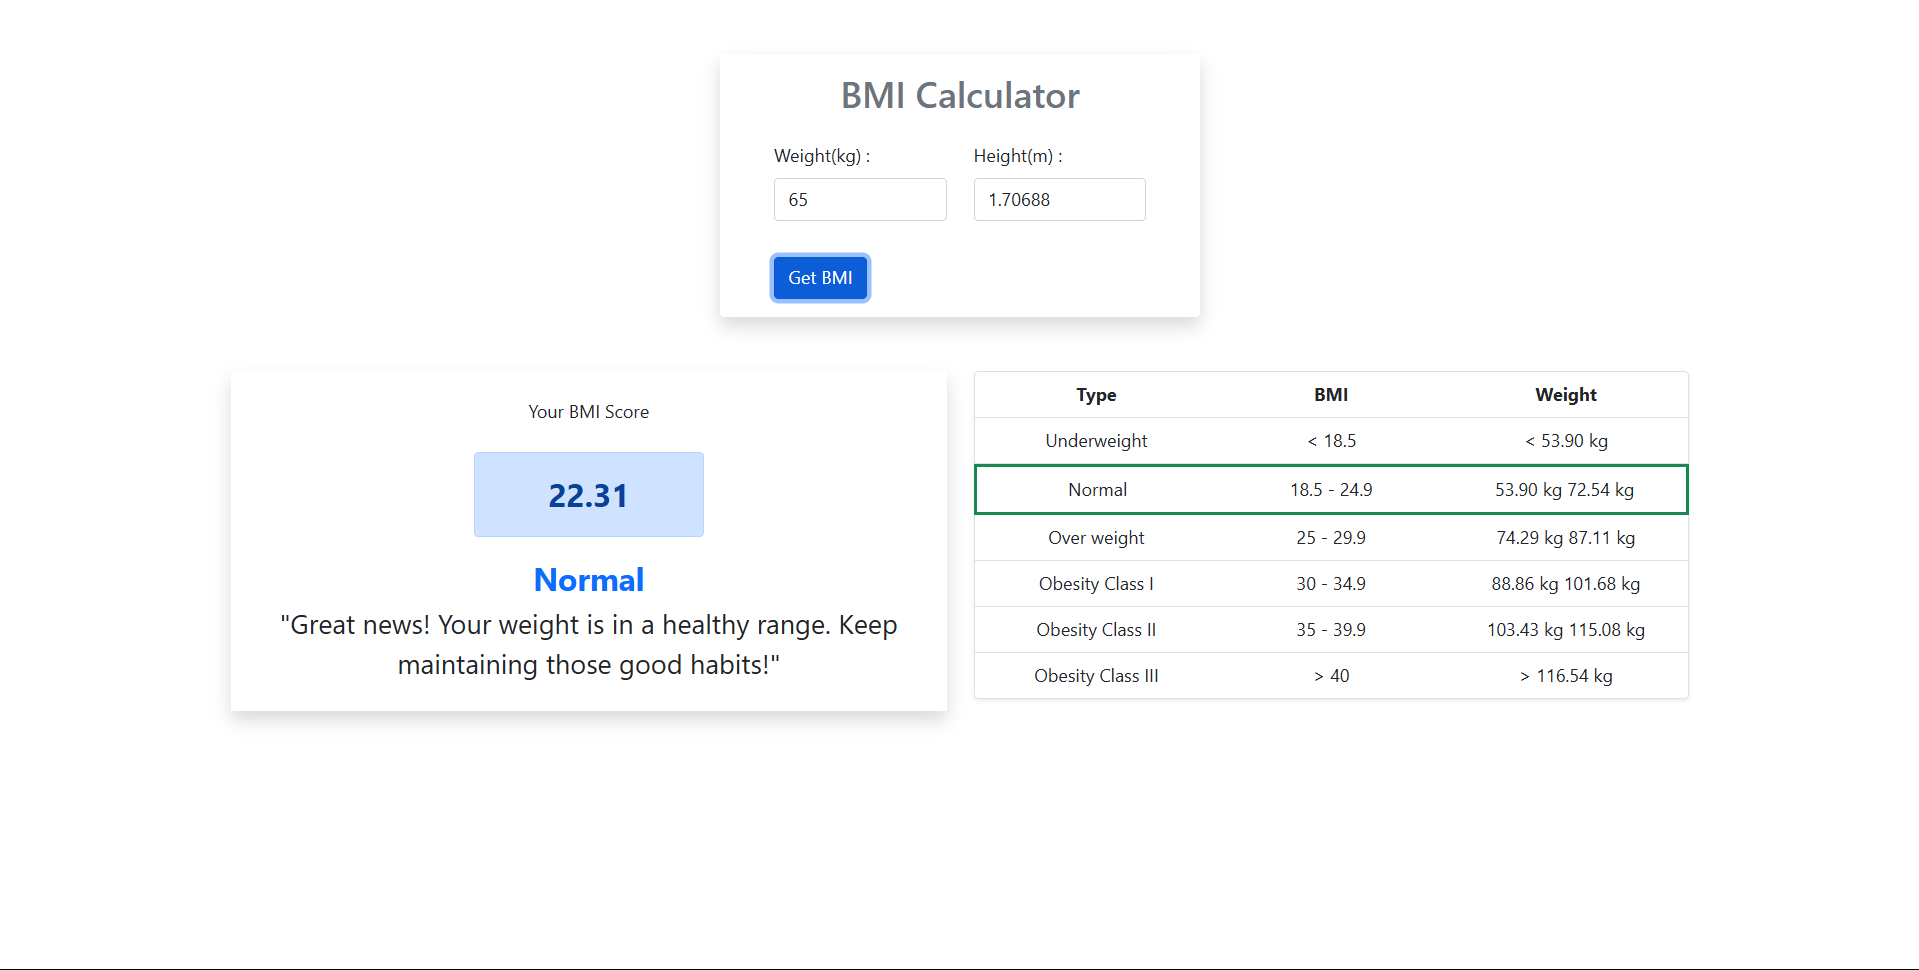 BMI Calculator
Weight(kg) : Height(m) :
65 1.70688
Get BMI
Your BMI Score
22.31
Normal
"Great news! Your weight is in a healthy range. Keep
maintaining those good habits!"
Type BMI Weight
Underweight < 18.5 < 53.90 kg
Normal 18.5 - 24.9 53.90 kg 72.54 kg
Over weight 25 - 29.9 74.29 kg 87.11 kg
Obesity Class I 30 - 34.9 88.86 kg 101.68 kg
Obesity Class II 35 - 39.9 103.43 kg 115.08 kg
Obesity Class III > 40 > 116.54 kg